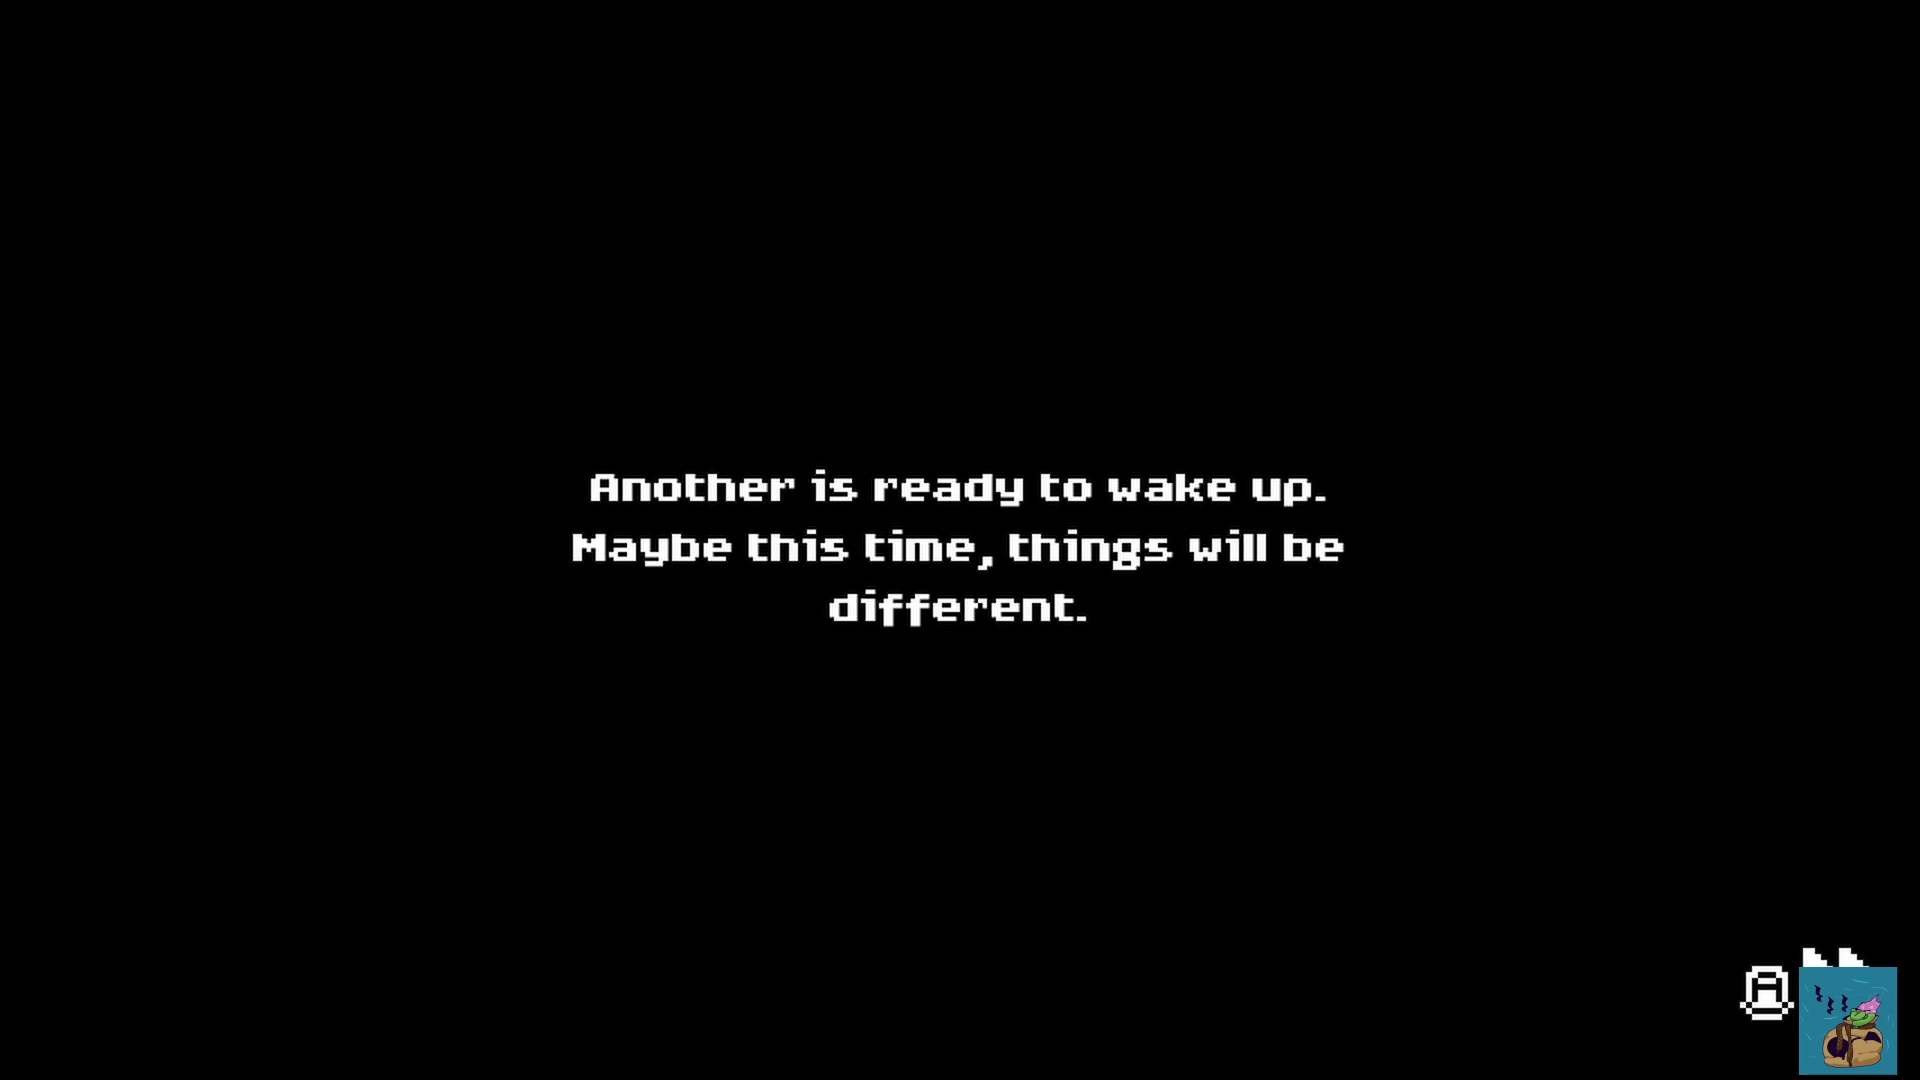 Another is ready to wake up.
Maybe this time, things will be
different.
A